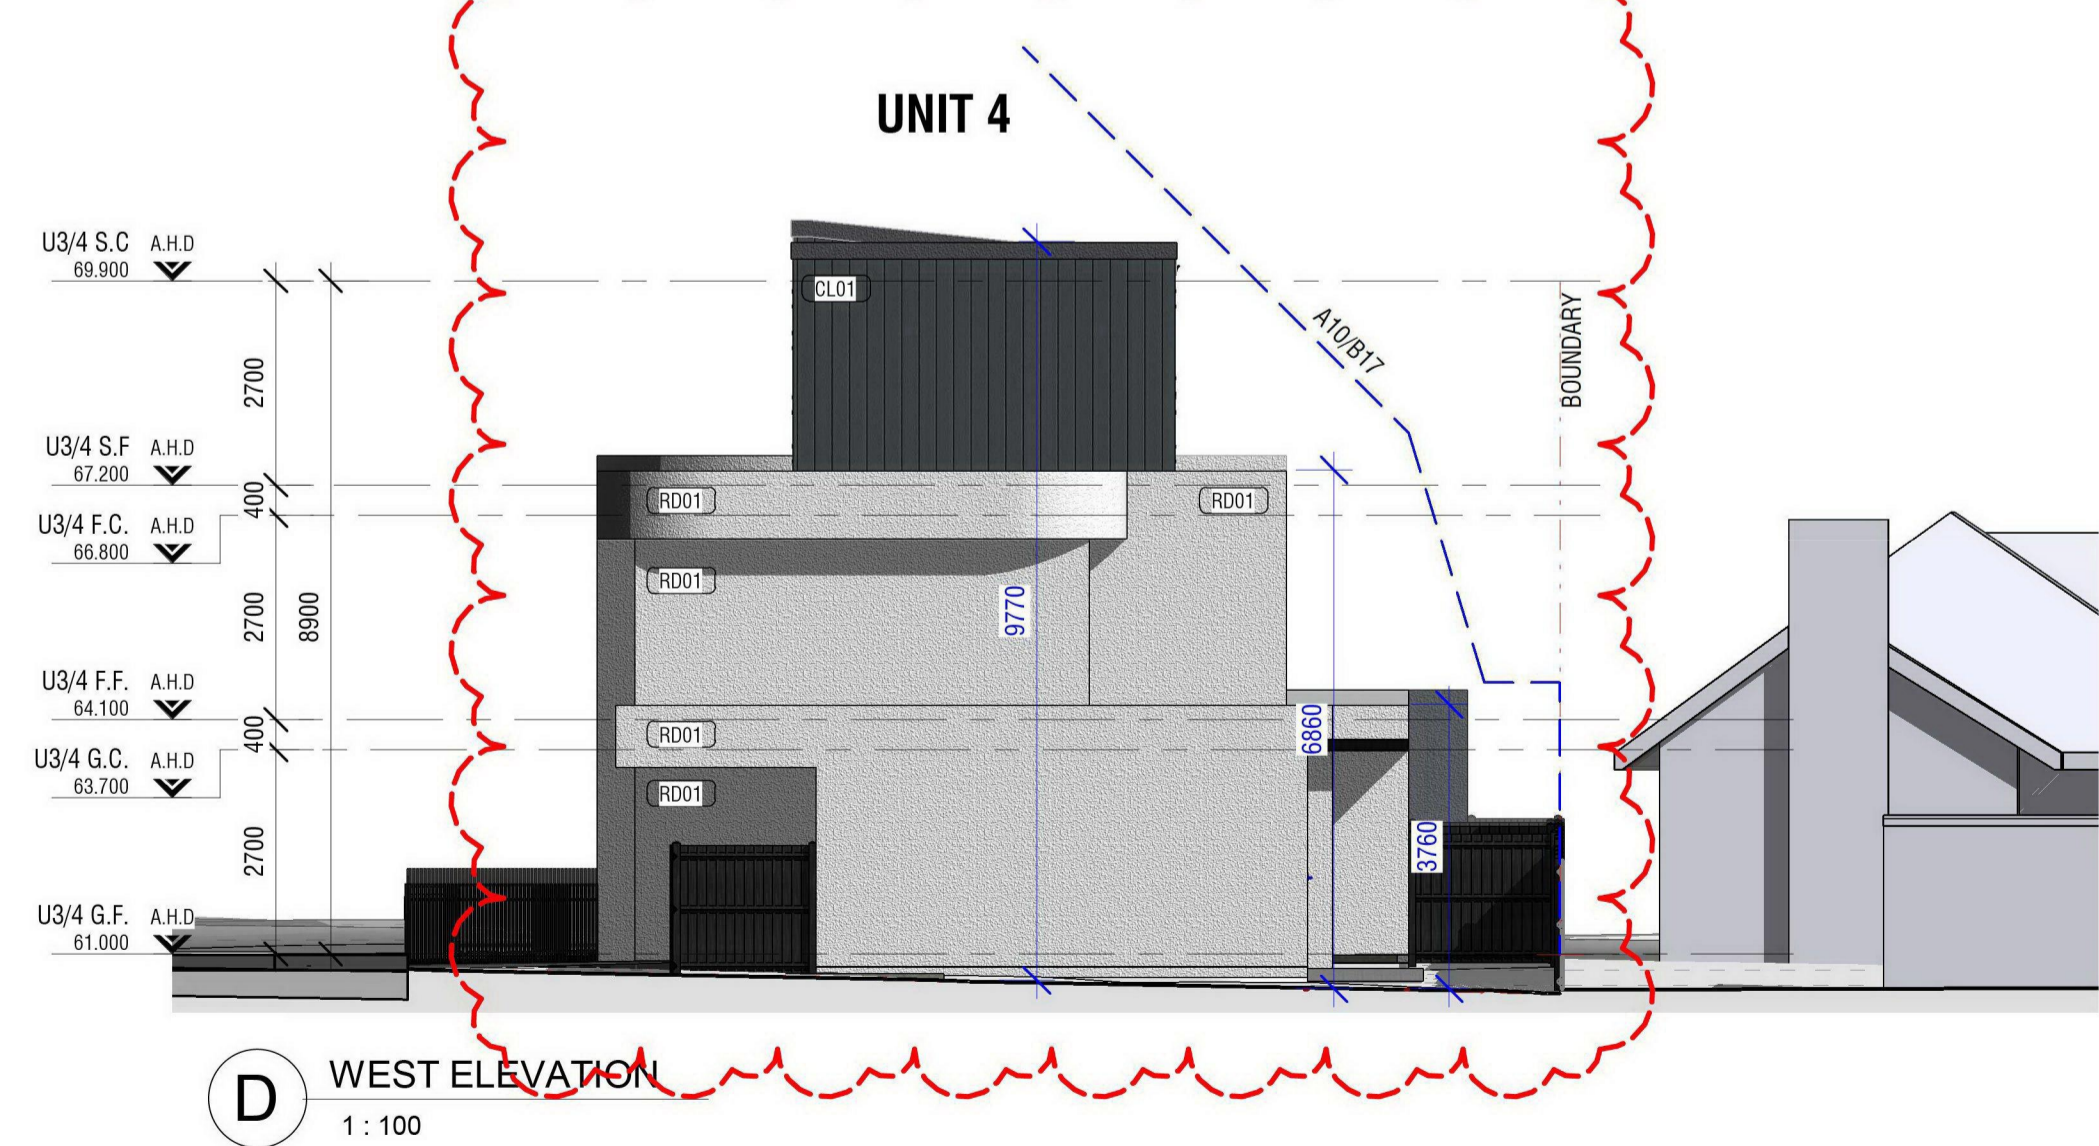 UNIT 4
U3/4 S.C A.H.D
69.900
CL01
A10/B17
BOUNDARY
2700
U3/4 S.F A.H.D
67.200
400
RD01
RD01
U3/4 F.C. A.H.D
66.800
RD01
2700
8900
9770
U3/4 F.F. A.H.D
64.100
400
RD01
6860
U3/4 G.C. A.H.D
63.700
RD01
2700
3760
U3/4 G.F. A.H.D
61.000
D
WEST ELEVATION
1 : 100